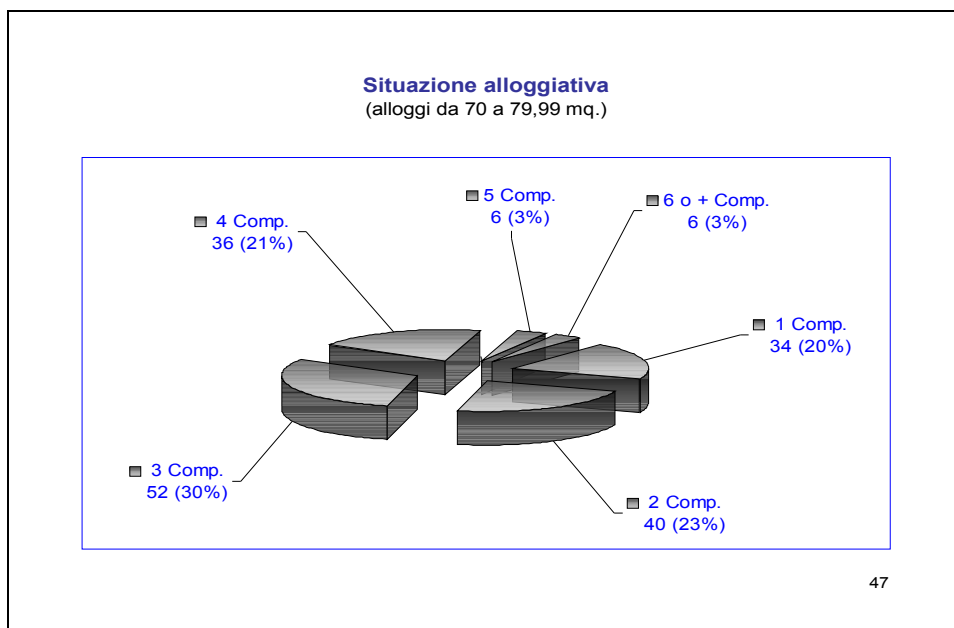 Situazione alloggiativa
(alloggi da 70 a 79,99 mq.)
5 Comp.
6 (3%)
6 o + Comp.
6 (3%)
4 Comp.
36 (21%)
1 Comp.
34 (20%)
3 Comp.
52 (30%)
2 Comp.
40 (23%)
47